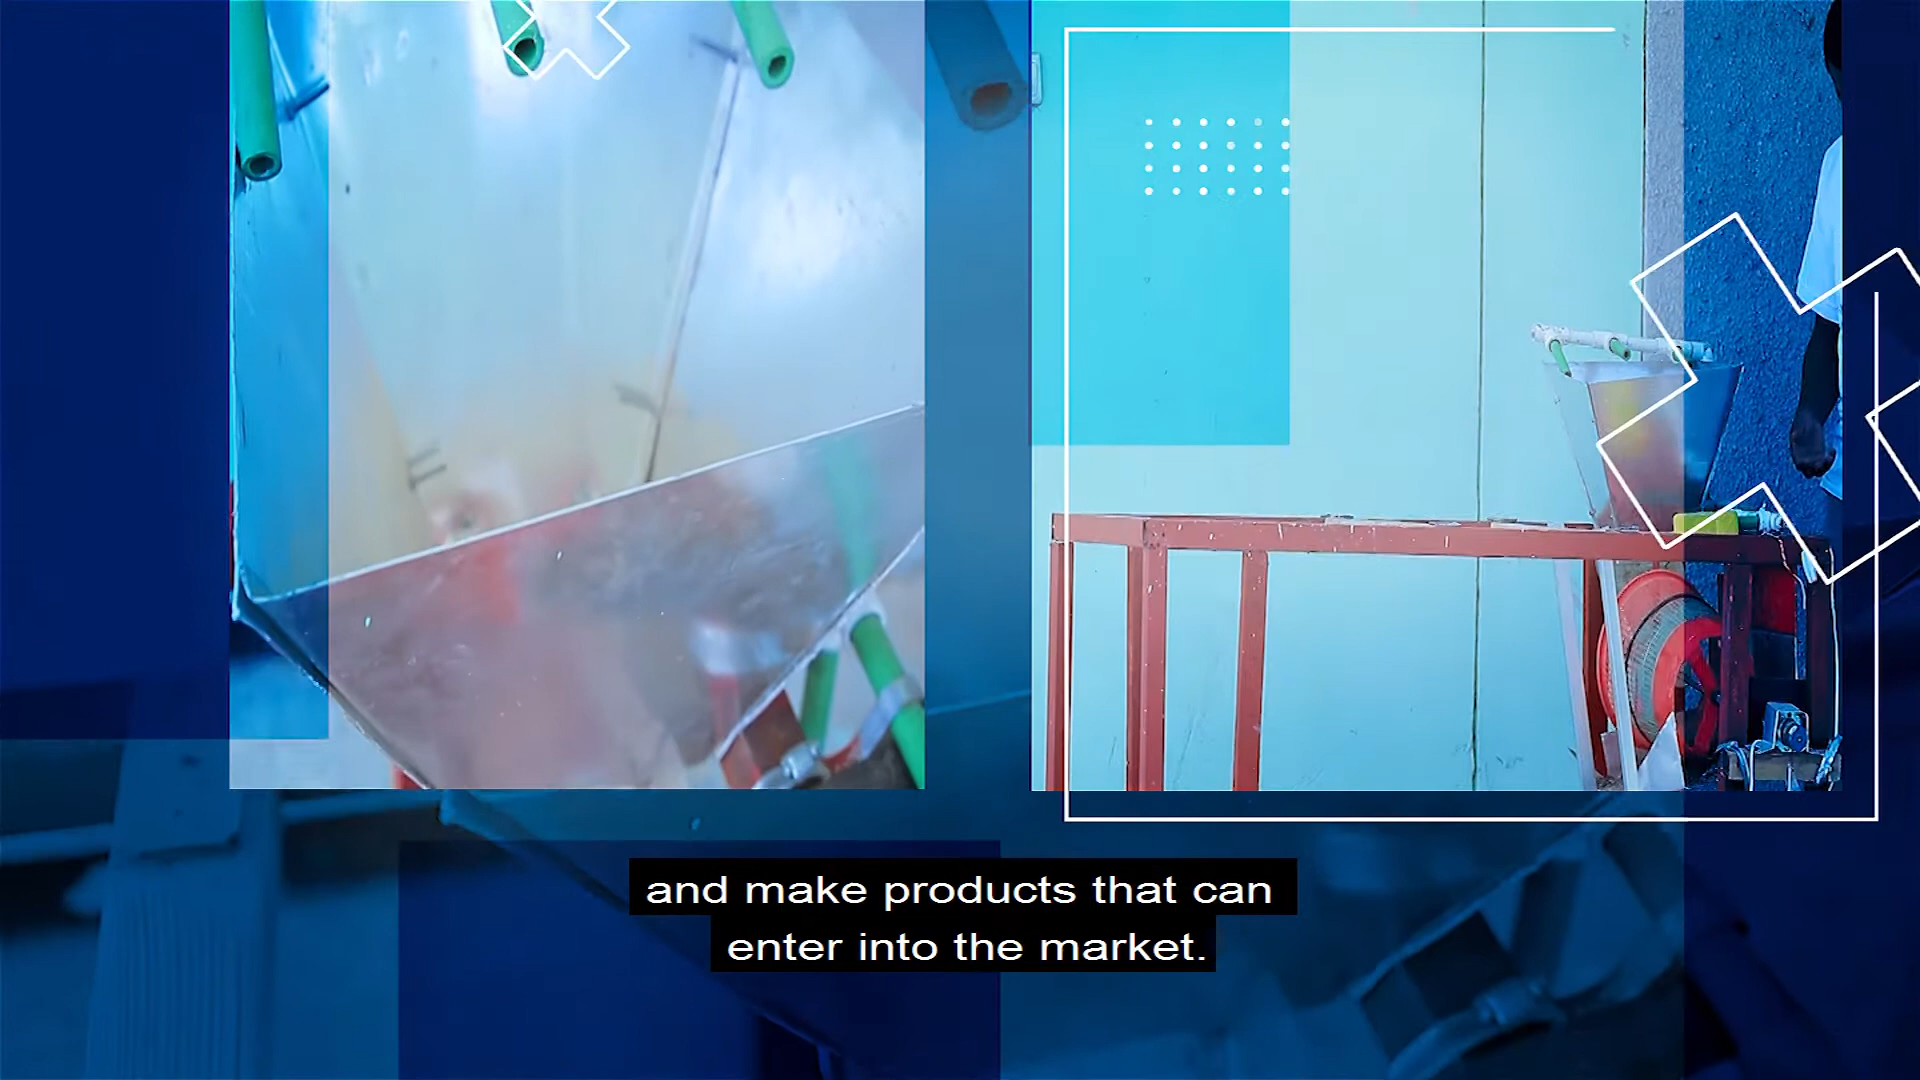 and make products that can
enter into the market.